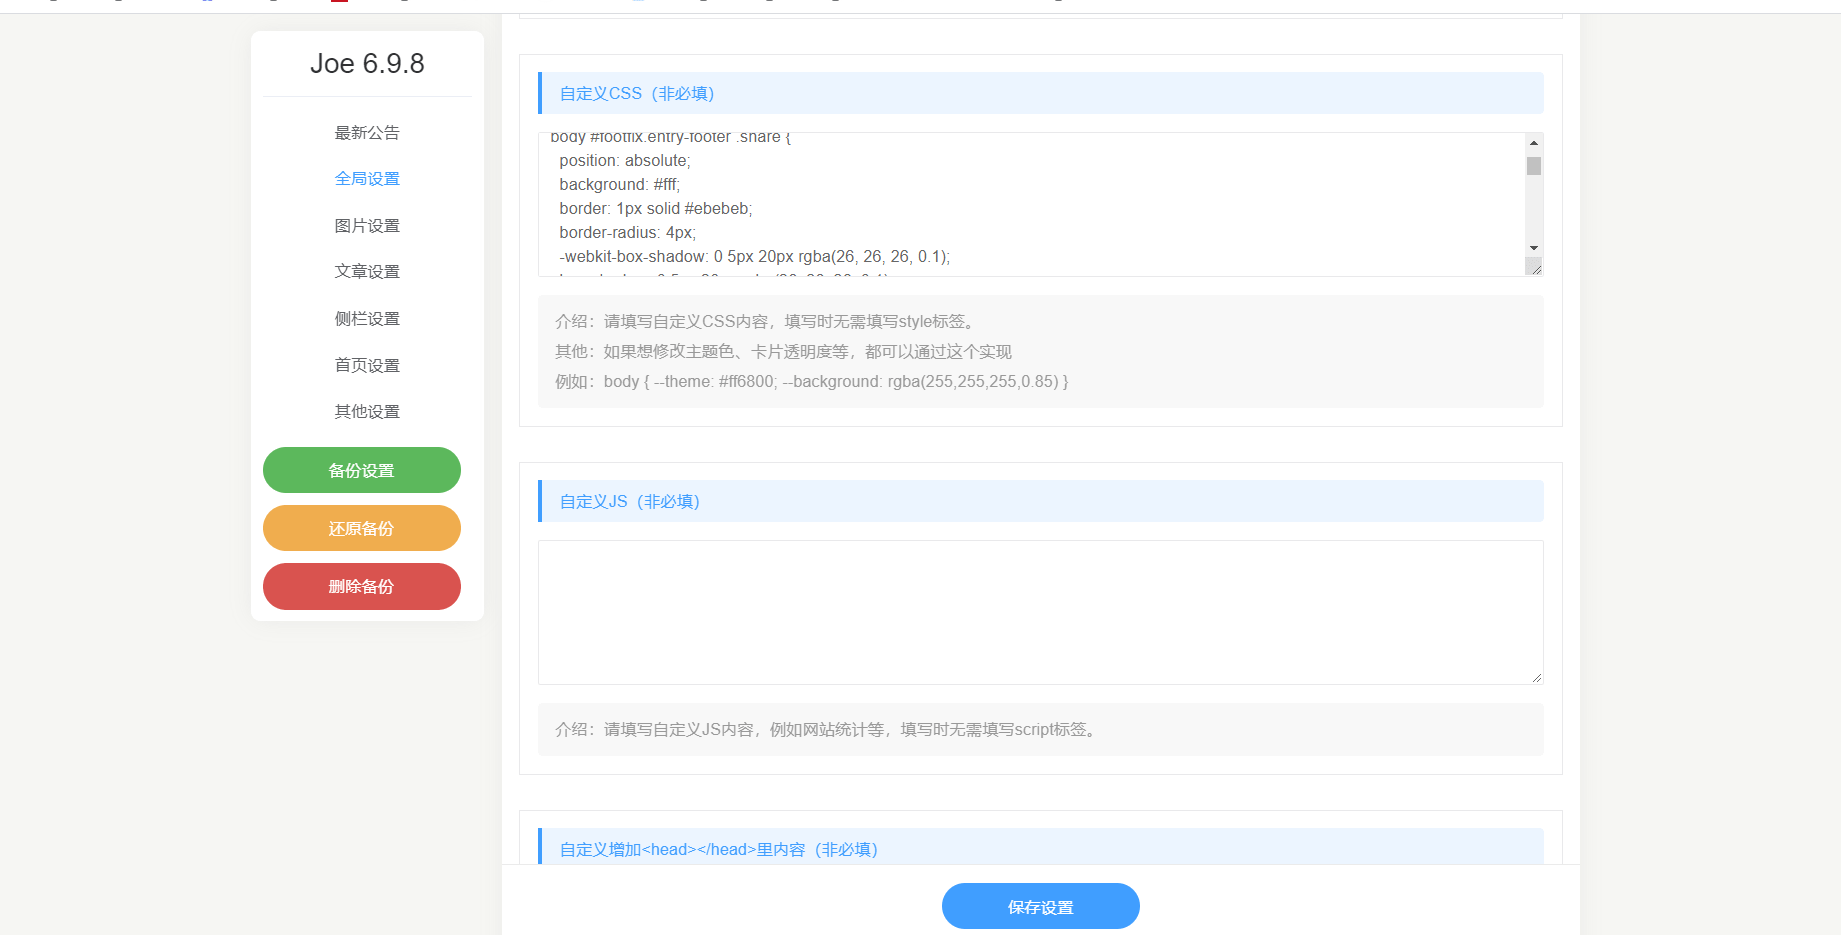 Joe 6.9.8
最新公告
全局设置
图片设置
文章设置
侧栏设置
首页设置
其他设置
备份设置
还原备份
删除备份
自定义CSS（非必填）
body #footfix.entry-footer .share {
position: absolute;
background: #fff;
border: 1px solid #ebebeb;
border-radius: 4px;
-webkit-box-shadow: 0 5px 20px rgba(26, 26, 26, 0.1);
介绍：请填写自定义CSS内容，填写时无需填写style标签。
其他：如果想修改主题色、卡片透明度等，都可以通过这个实现
例如：body { --theme: #ff6800; --background: rgba(255,255,255,0.85) }
自定义JS（非必填）
介绍：请填写自定义JS内容，例如网站统计等，填写时无需填写script标签。
自定义增加<head></head>里内容（非必填）
保存设置